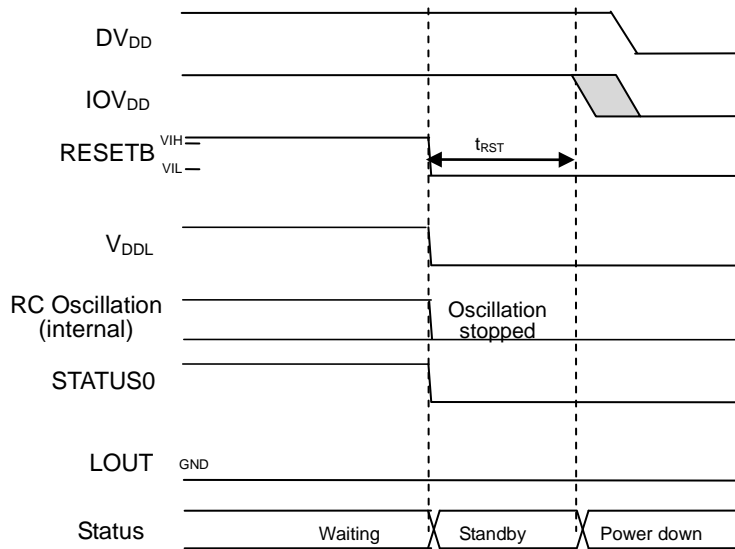 DVDD
IOVDD
RESETB
VIH
VIL
tRST
VDDL
RC Oscillation
(internal)
Oscillation
stopped
STATUS0
LOUT
GND
Status
Waiting
Standby
Power down